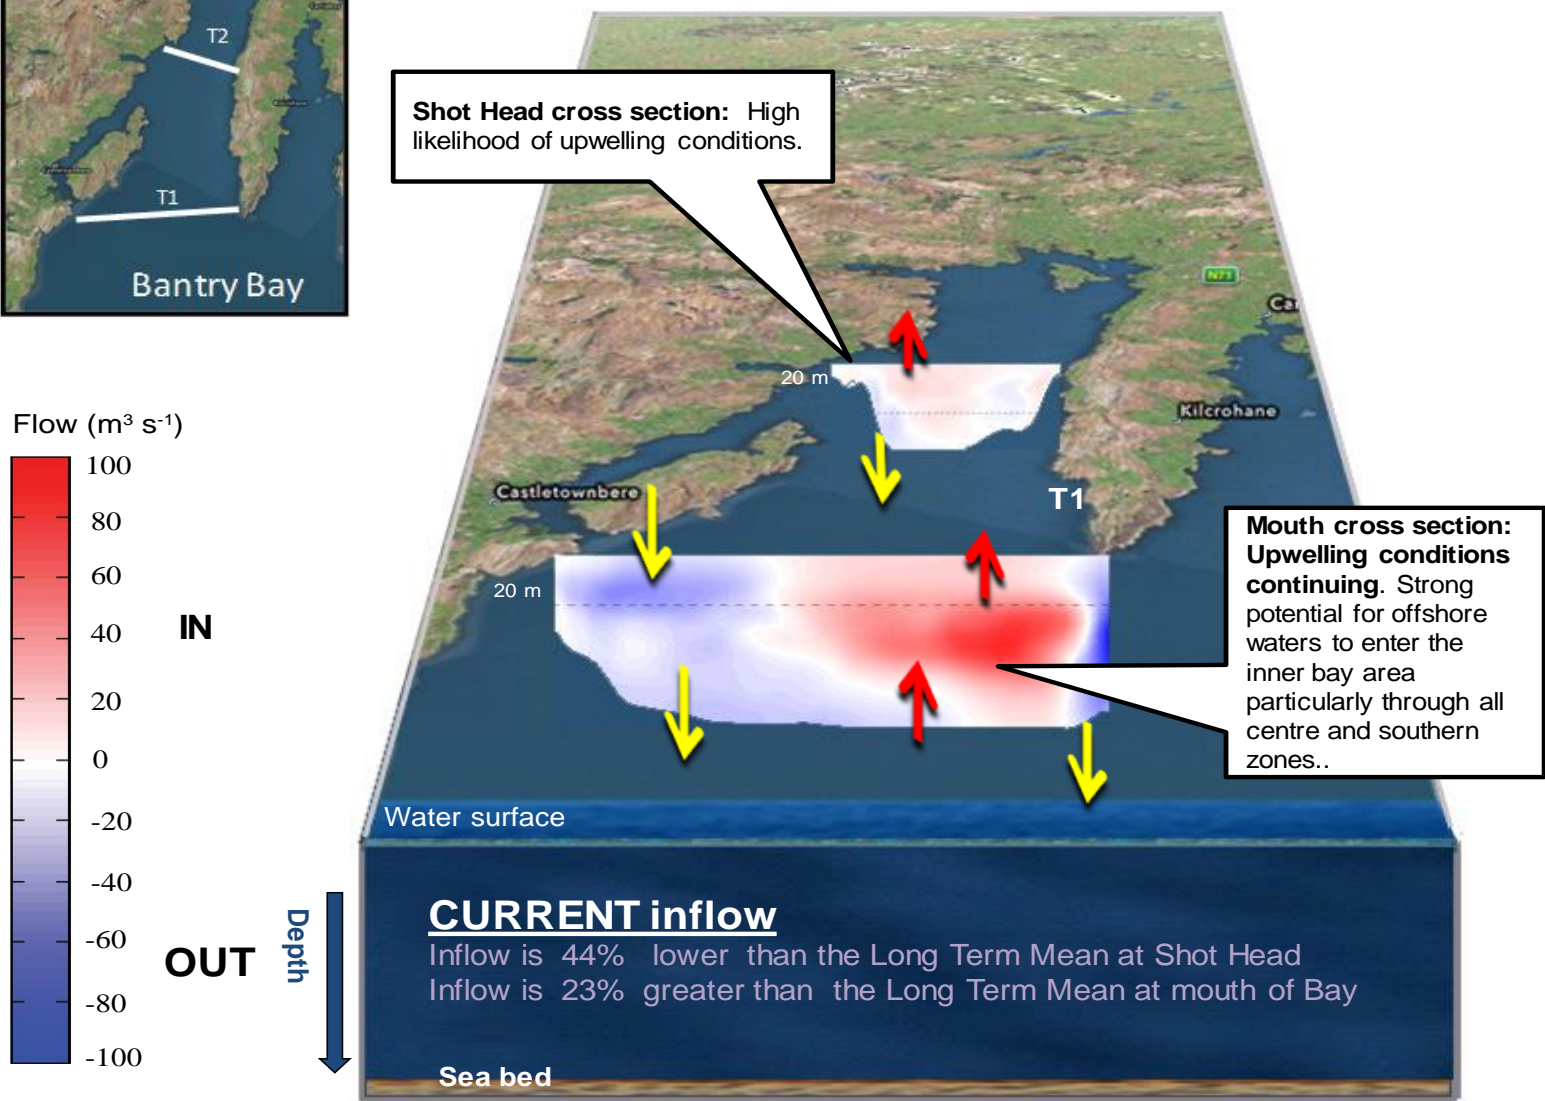 T2
T1
Bantry Bay
Shot Head cross section: High
likelihood of upwelling conditions.
N71
20 m
Kilcrohane
Flow (m³ s⁻¹)
100
80
60
40
20
0
-20
-40
-60
-80
-100
IN
OUT
Castletownbere
T1
20 m
Mouth cross section:
Upwelling conditions
continuing. Strong
potential for offshore
waters to enter the
inner bay area
particularly through all
centre and southern
zones..
Water surface
Depth
CURRENT inflow
Inflow is 44% lower than the Long Term Mean at Shot Head
Inflow is 23% greater than the Long Term Mean at mouth of Bay
Sea bed